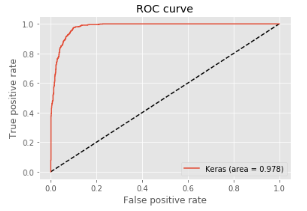 ROC curve
True positive rate
1.0
0.8
0.6
0.4
0.2
0.0
Keras (area = 0.978)
0.0 0.2 0.4 0.6 0.8 1.0
False positive rate